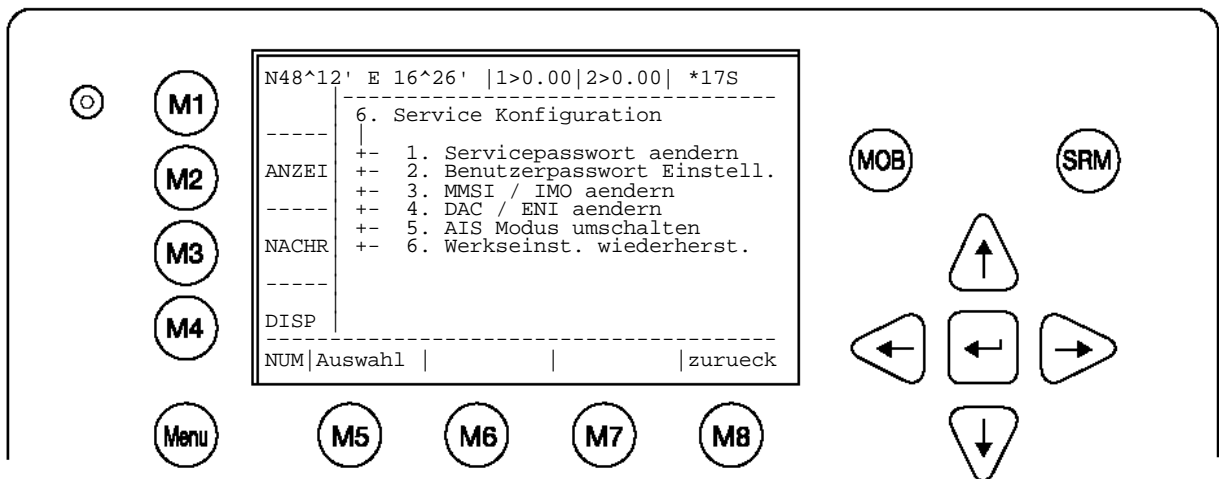 N48^12' E 16^26' |1>0.00|2>0.00| *17S
M1
6. Service Konfiguration
+- 1. Servicepasswort aendern
MOB
SRM
ANZEI
+- 2. Benutzerpasswort Einstell.
M2
+- 3. MMSI / IMO aendern
+- 4. DAC / ENI aendern
+- 5. AIS Modus umschalten
NACHR
+- 6. Werkseinst. wiederherst.
M3
DISP
M4
NUM|Auswahl | | |zurueck
Menu
M5
M6
M7
M8